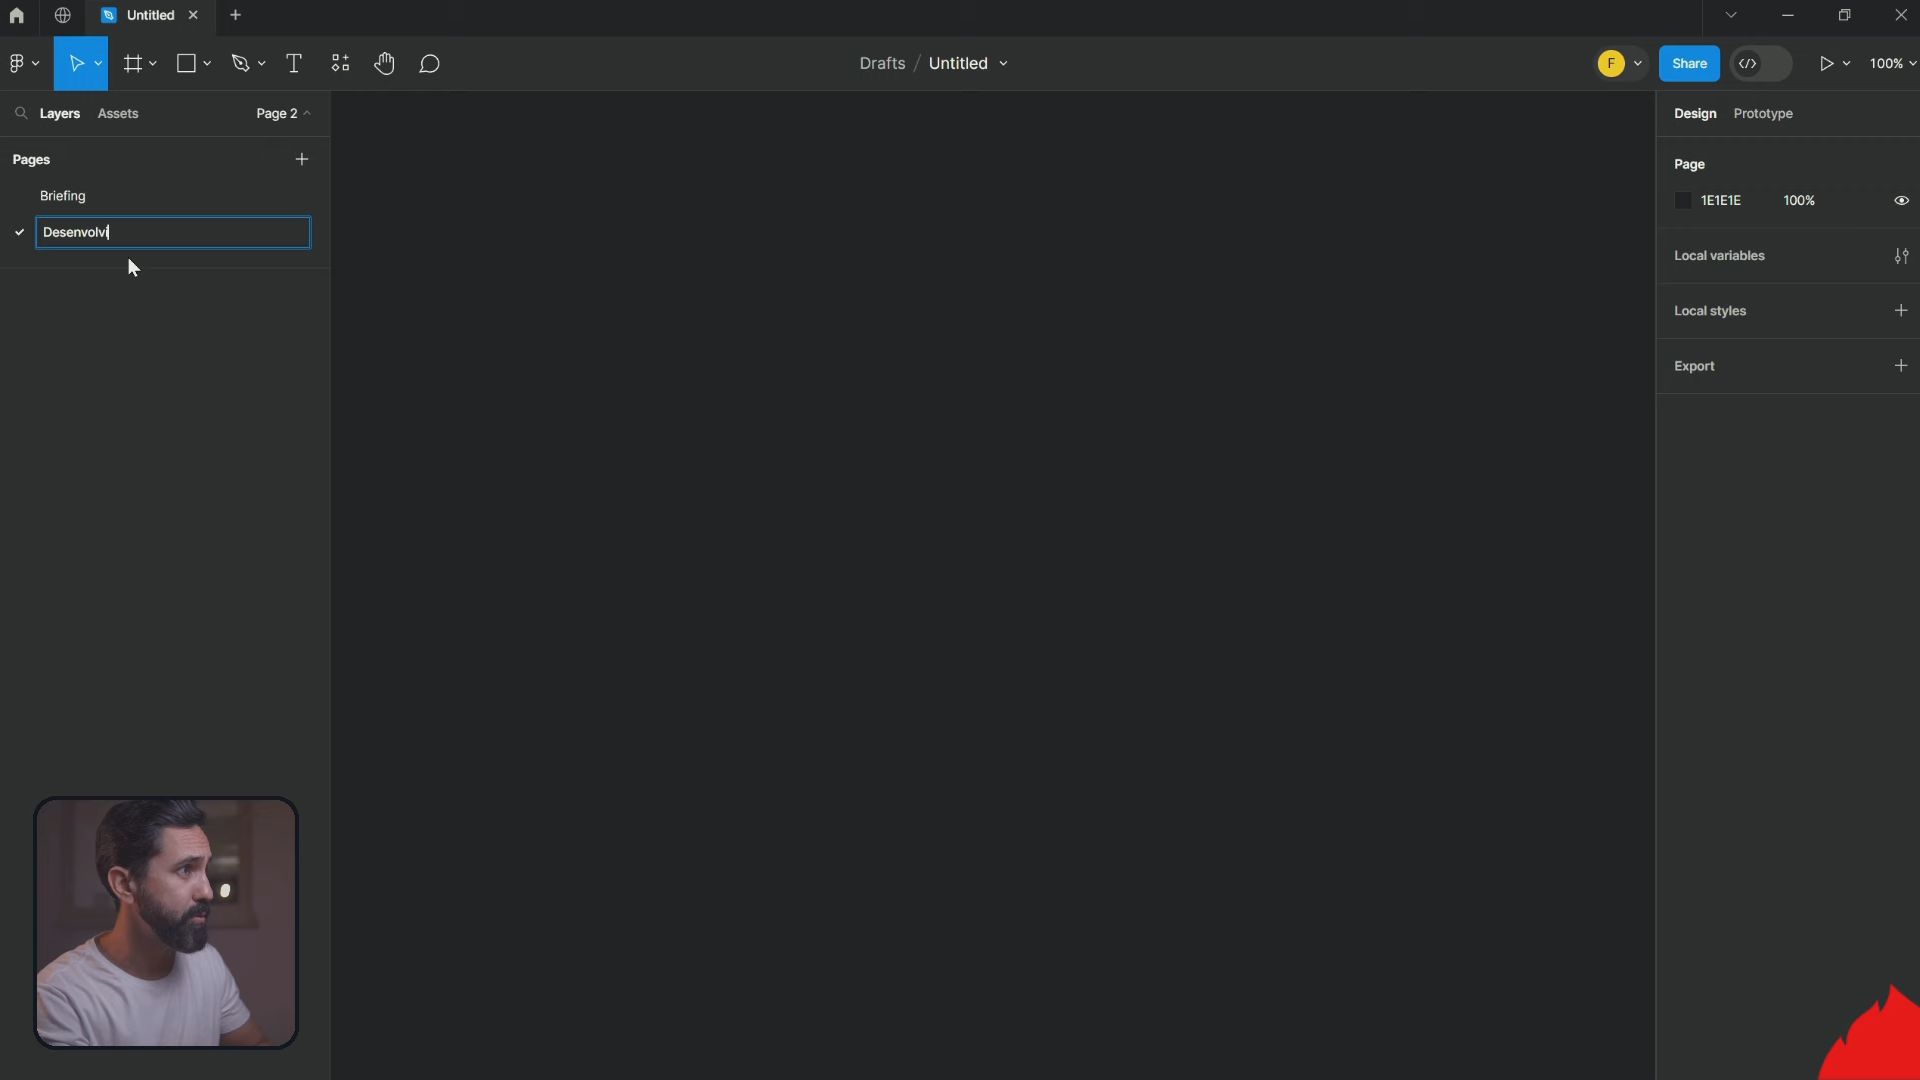 Untitled
Drafts / Untitled
F
Share
100%
Layers
Assets
Page 2
Design
Prototype
Pages
Page
Briefing
1E1E1E
100%
Desenvolvi
Local variables
Local styles
Export